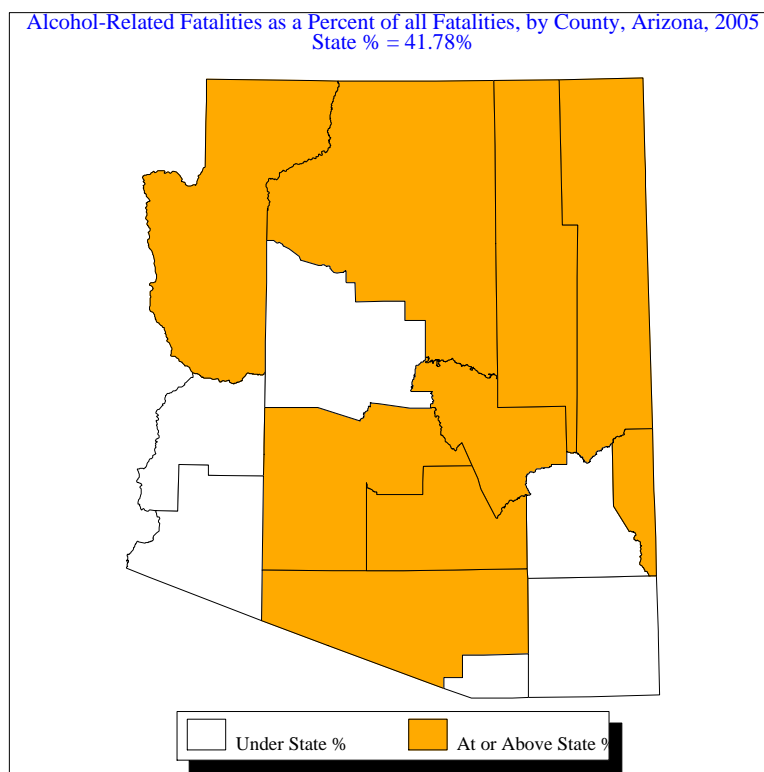 Alcohol-Related Fatalities as a Percent of all Fatalities, by County, Arizona, 2005
State % = 41.78%
Under State % At or Above State %